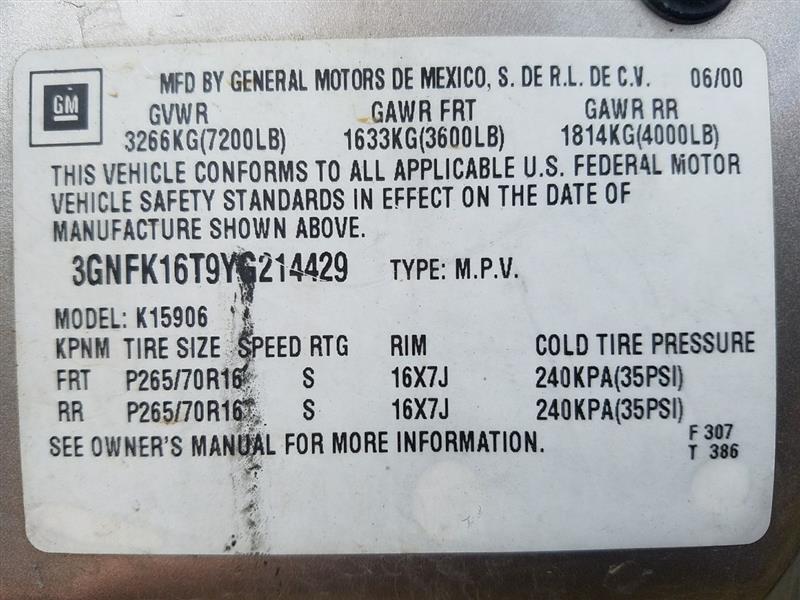 GM
MFD BY GENERAL MOTORS DE MEXICO, S. DE R.L. DE C.V. 06/00
GVWR GAWR FRT GAWR RR
3266KG(7200LB) 1633KG(3600LB) 1814KG(4000LB)
THIS VEHICLE CONFORMS TO ALL APPLICABLE U.S. FEDERAL MOTOR
VEHICLE SAFETY STANDARDS IN EFFECT ON THE DATE OF
MANUFACTURE SHOWN ABOVE.
3GNFK16T9YG214429 TYPE: M.P.V.
MODEL: K15906
KPNM TIRE SIZE SPEED RTG RIM COLD TIRE PRESSURE
FRT P265/70R16 S 16X7J 240KPA(35PSI)
RR P265/70R16 S 16X7J 240KPA(35PSI)
SEE OWNER'S MANUAL FOR MORE INFORMATION.
F 307
T 386